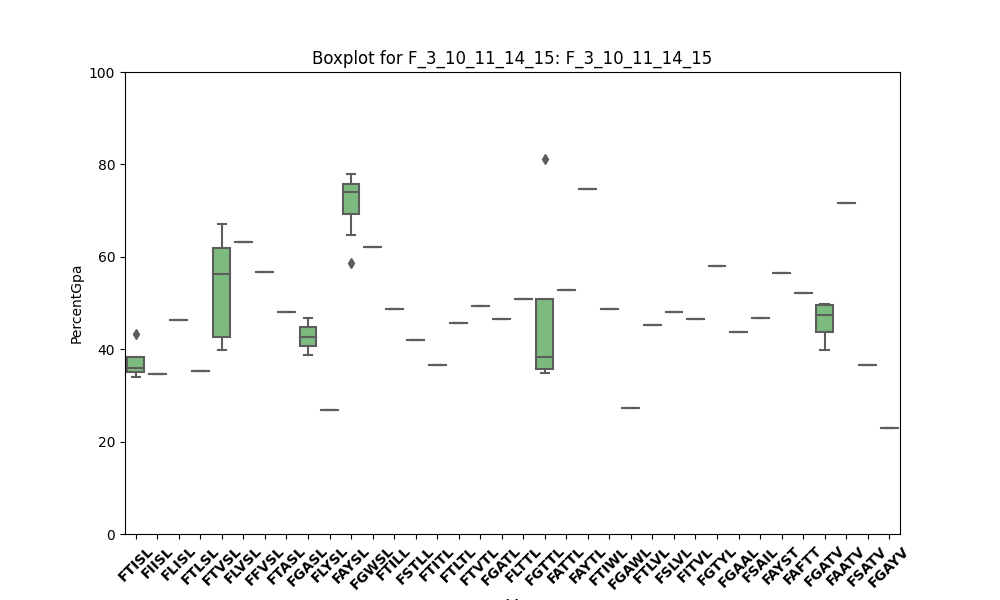 Boxplot for F_3_10_11_14_15: F_3_10_11_14_15
PercentGpa
100
80
60
40
20
0
FTISL
FIISL
FLISL
FTLSL
FTVSL
FLVSL
FFVSL
FTASL
FGASL
FLYSL
FAYSL
FGWSL
FTILL
FSTLL
FTITL
FTLTL
FTVTL
FGATL
FLTTL
FGTTL
FATTL
FAYTL
FTIWL
FGAWL
FTLVL
FSLVL
FITVL
FGTYL
FGAAL
FSAIL
FAYST
FAFTT
FGATV
FAATV
FSATV
FGAYV